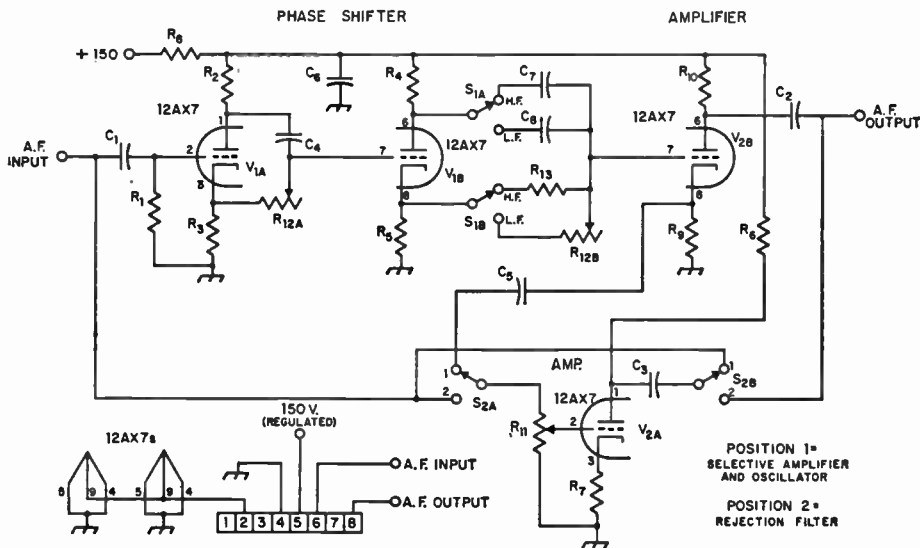 PHASE SHIFTER
AMPLIFIER
+150
R8
R2
C6
R4
S1A
H.F.
C7
R10
C2
12AX7
1
C4
6
12AX7
L.F.
C8
12AX7
6
A.F.
OUTPUT
A.F.
INPUT
C1
2
V1A
7
V1B
7
V2B
3
8
H.F.
R13
8
R1
R3
R12A
R5
S1B
L.F.
R12B
R9
R6
C5
AMP.
1
2
S2A
C3
1
2
S2B
12AX7
1
R11
2
V2A
3
R7
150 V.
(REGULATED)
12AX7s
5
9
4
5
9
4
A.F. INPUT
A.F. OUTPUT
1 2 3 4 5 6 7 8
POSITION 1=
SELECTIVE AMPLIFIER
AND OSCILLATOR
POSITION 2=
REJECTION FILTER